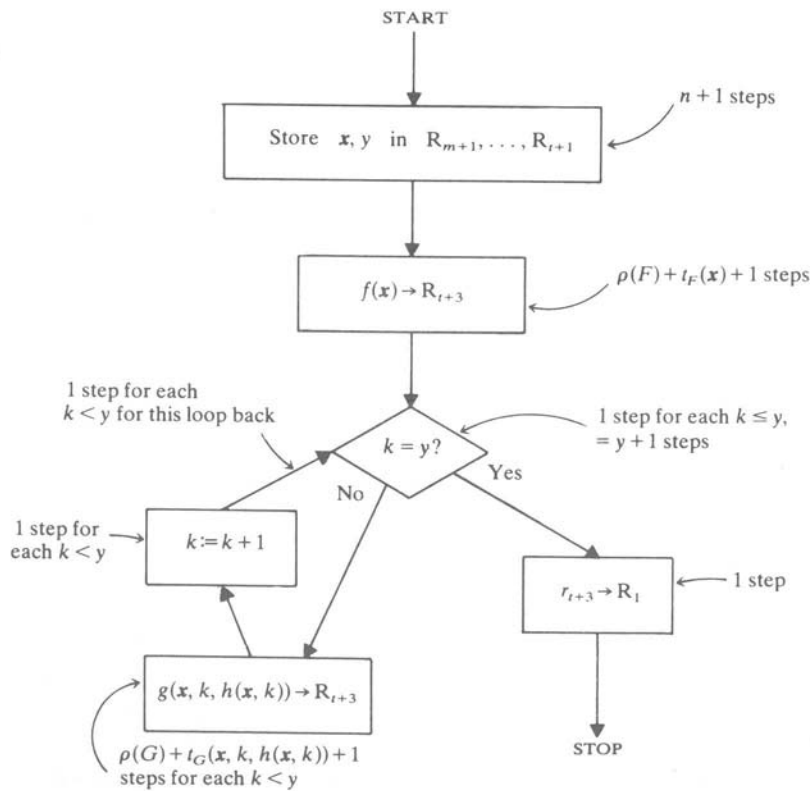 START
n + 1 steps
Store x, y in R_{m+1}, . . . , R_{t+1}
f(x) → R_{t+3}
ρ(F) + t_F(x) + 1 steps
1 step for each
k < y for this loop back
k = y?
1 step for each k ≤ y,
= y + 1 steps
No
Yes
1 step for
each k < y
k := k + 1
r_{t+3} → R_1
1 step
g(x, k, h(x, k)) → R_{t+3}
ρ(G) + t_G(x, k, h(x, k)) + 1
steps for each k < y
STOP